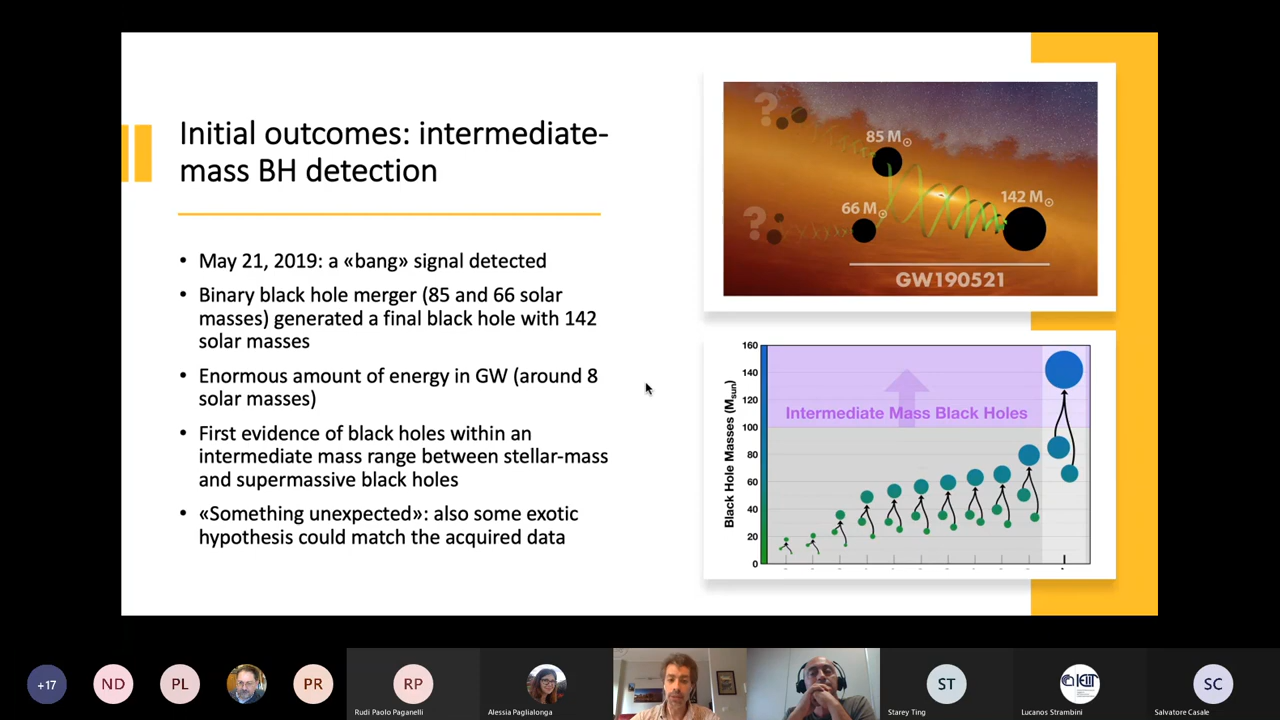 Initial outcomes: intermediate-
mass BH detection
• May 21, 2019: a «bang» signal detected
• Binary black hole merger (85 and 66 solar
masses) generated a final black hole with 142
solar masses
• Enormous amount of energy in GW (around 8
solar masses)
• First evidence of black holes within an
intermediate mass range between stellar-mass
and supermassive black holes
• «Something unexpected»: also some exotic
hypothesis could match the acquired data
?
85 M☉
142 M☉
66 M☉
?
GW190521
Black Hole Masses (Msun)
160
140
120
100
80
60
40
20
0
Intermediate Mass Black Holes
+17
ND
PL
PR
RP
Rudi Paolo Paganelli
Alessia Paglialonga
ST
Starey Ting
IEIIT
Lucanos Strambini
SC
Salvatore Casale